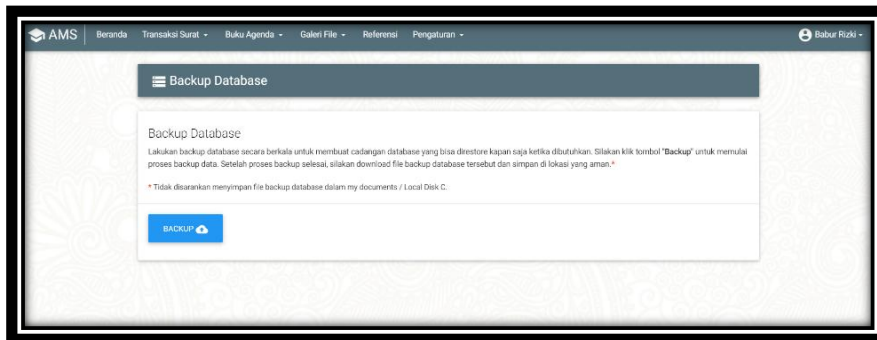 AMS Beranda Transaksi Surat Buku Agenda Galeri File Referensi Pengaturan Babur Rizki
Backup Database
Backup Database
Lakukan backup database secara berkala untuk membuat cadangan database yang bisa direstore kapan saja ketika dibutuhkan. Silakan klik tombol "Backup" untuk memulai
proses backup data. Setelah proses backup selesai, silakan download file backup database tersebut dan simpan di lokasi yang aman.*
* Tidak disarankan menyimpan file backup database dalam my documents / Local Disk C.
BACKUP